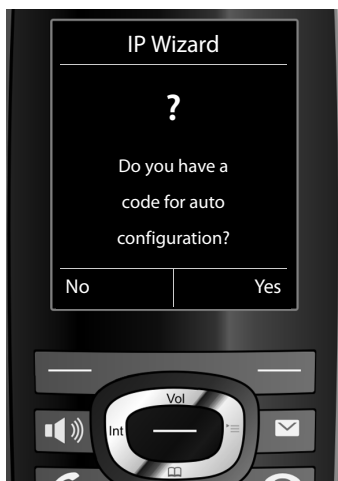 IP Wizard
?
Do you have a
code for auto
configuration?
No Yes
Vol
Int